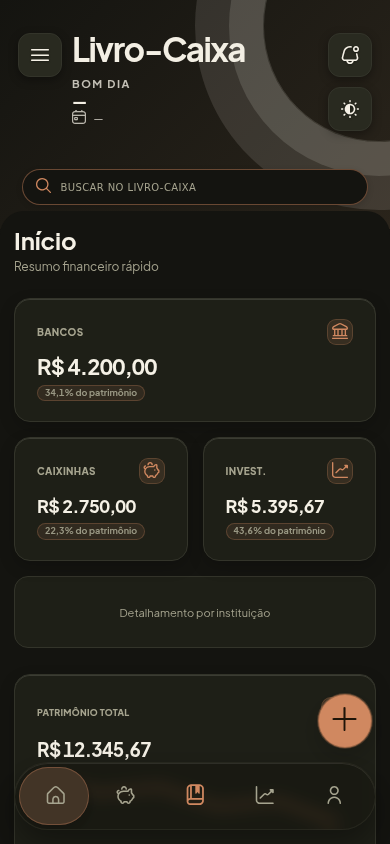 Livro-Caixa
BOM DIA
—
—
BUSCAR NO LIVRO-CAIXA
Início
Resumo financeiro rápido
BANCOS
R$ 4.200,00
34,1% do patrimônio
CAIXINHAS
R$ 2.750,00
22,3% do patrimônio
INVEST.
R$ 5.395,67
43,6% do patrimônio
Detalhamento por instituição
PATRIMÔNIO TOTAL
R$ 12.345,67